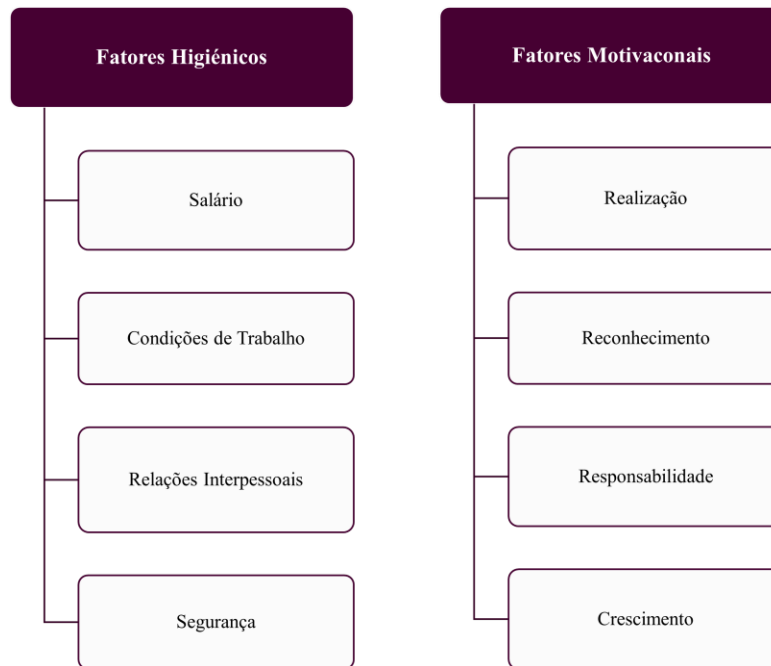 Fatores Higiénicos
Salário
Condições de Trabalho
Relações Interpessoais
Segurança
Fatores Motivaconais
Realização
Reconhecimento
Responsabilidade
Crescimento